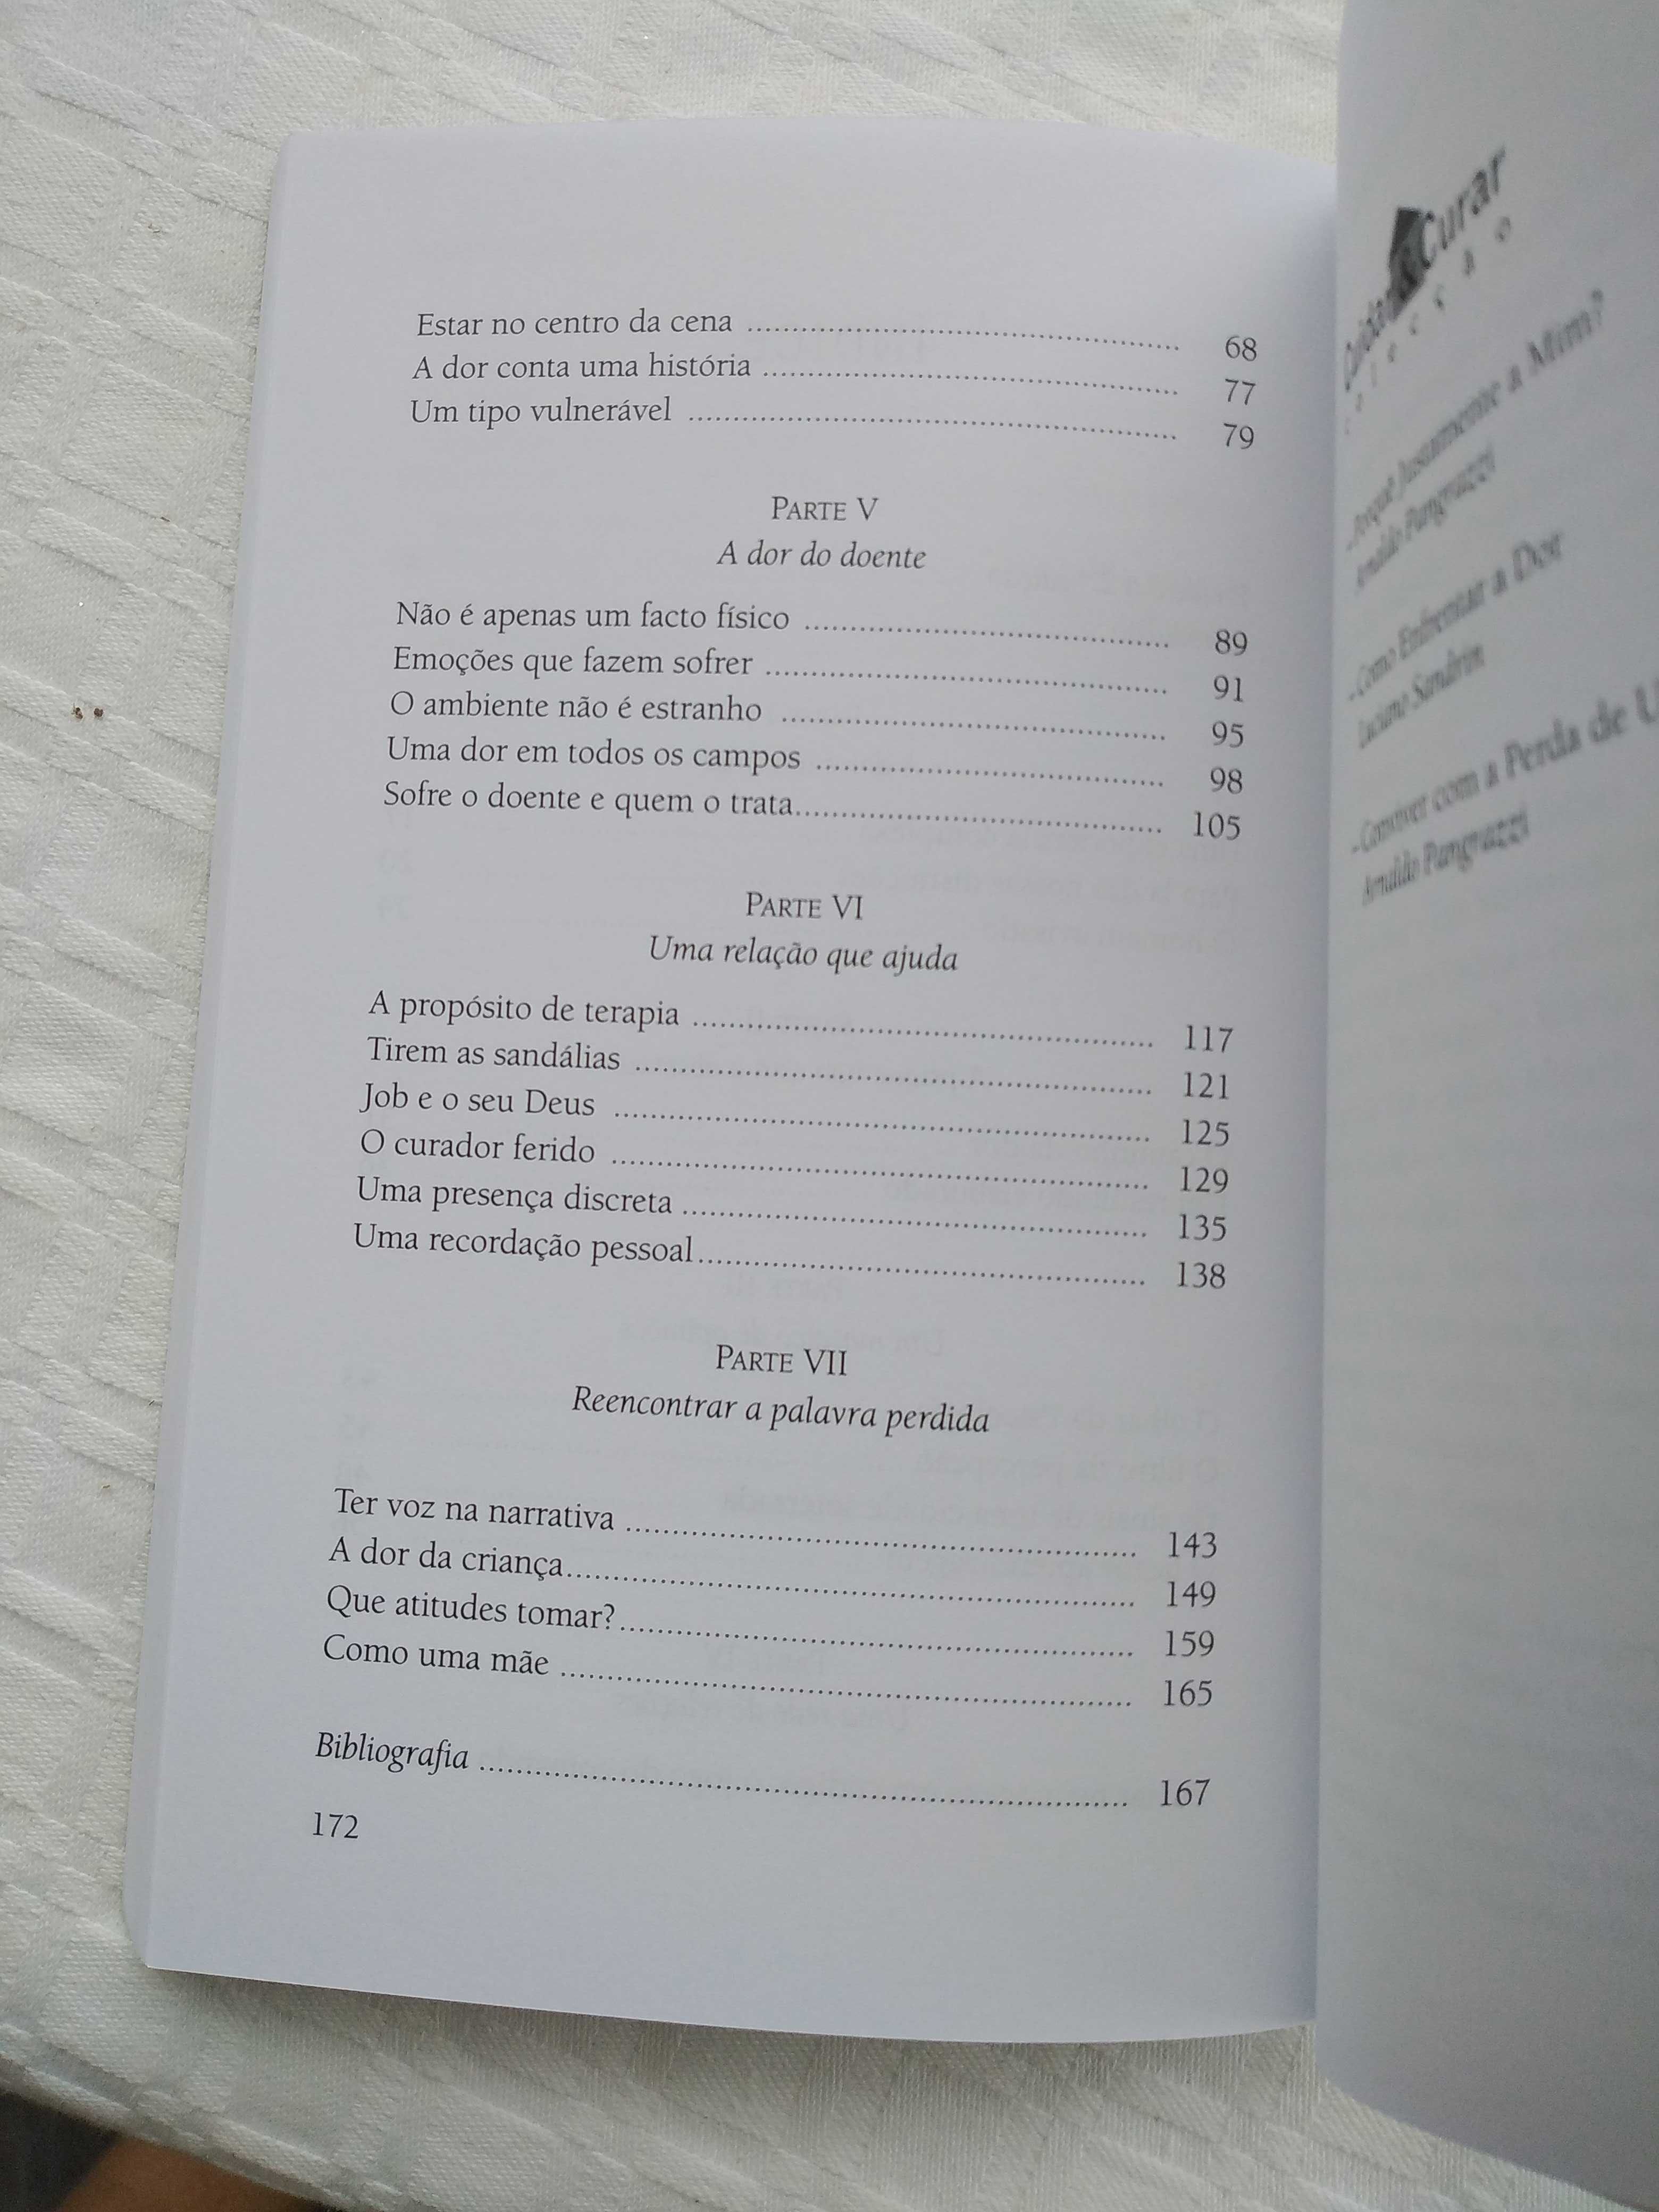 Estar no centro da cena ................ 68
A dor conta uma história ................ 77
Um tipo vulnerável ................ 79
PARTE V
A dor do doente
Não é apenas um facto físico ................ 89
Emoções que fazem sofrer ................ 91
O ambiente não é estranho ................ 95
Uma dor em todos os campos ................ 98
Sofre o doente e quem o trata................ 105
PARTE VI
Uma relação que ajuda
A propósito de terapia ................ 117
Tirem as sandálias ................ 121
Job e o seu Deus ................ 125
O curador ferido ................ 129
Uma presença discreta ................ 135
Uma recordação pessoal................ 138
PARTE VII
Reencontrar a palavra perdida
Ter voz na narrativa ................ 143
A dor da criança................ 149
Que atitudes tomar?................ 159
Como uma mãe ................ 165
Bibliografia ................ 167
172
Cuidar&Curar
colecção
- Porquê Justamente a Mim?
Arnaldo Pangrazzi
- Como Enfrentar a Dor
Luciano Sandrin
- Conviver com a Perda de
Arnaldo Pangrazzi